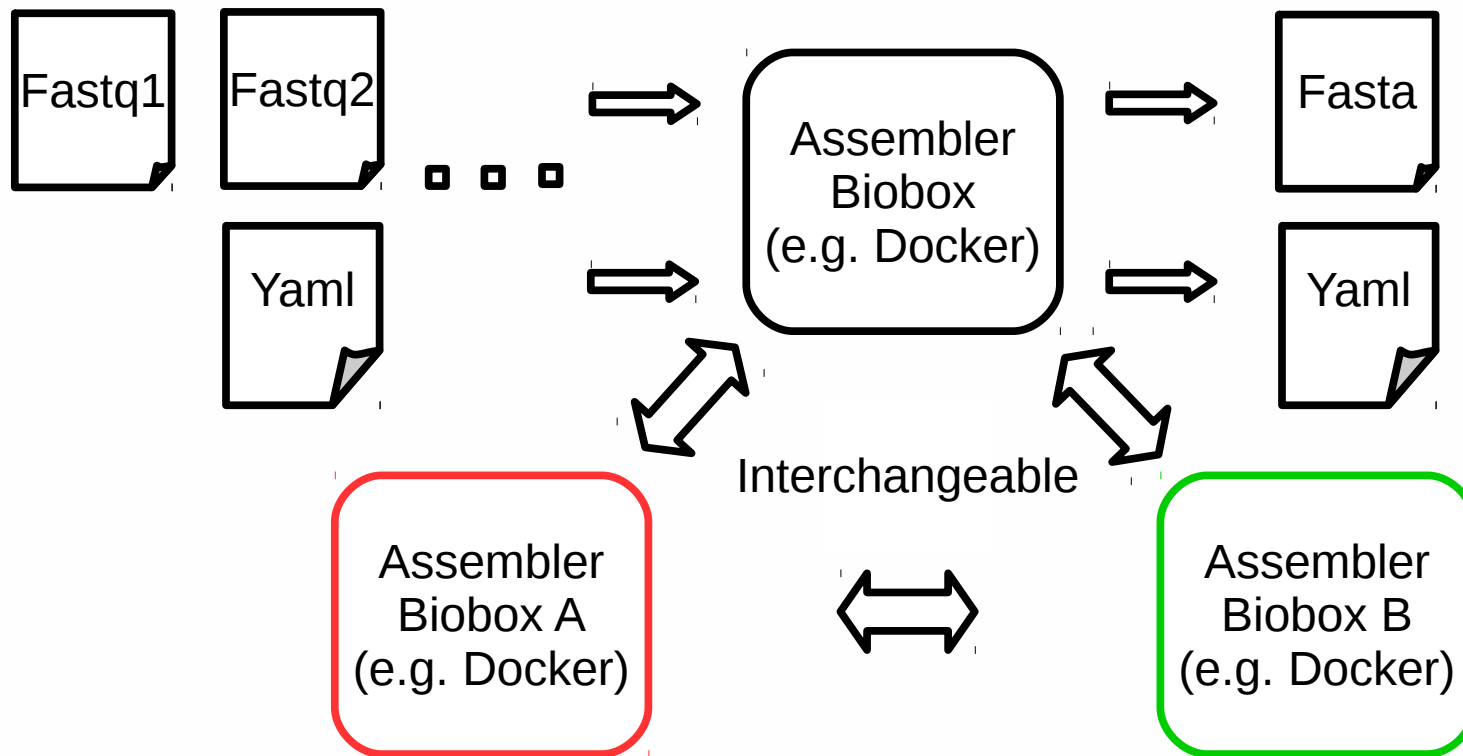 Fastq1
Fastq2
Fasta
Assembler
Biobox
(e.g. Docker)
Yaml
Yaml
Interchangeable
Assembler
Biobox A
(e.g. Docker)
Assembler
Biobox B
(e.g. Docker)